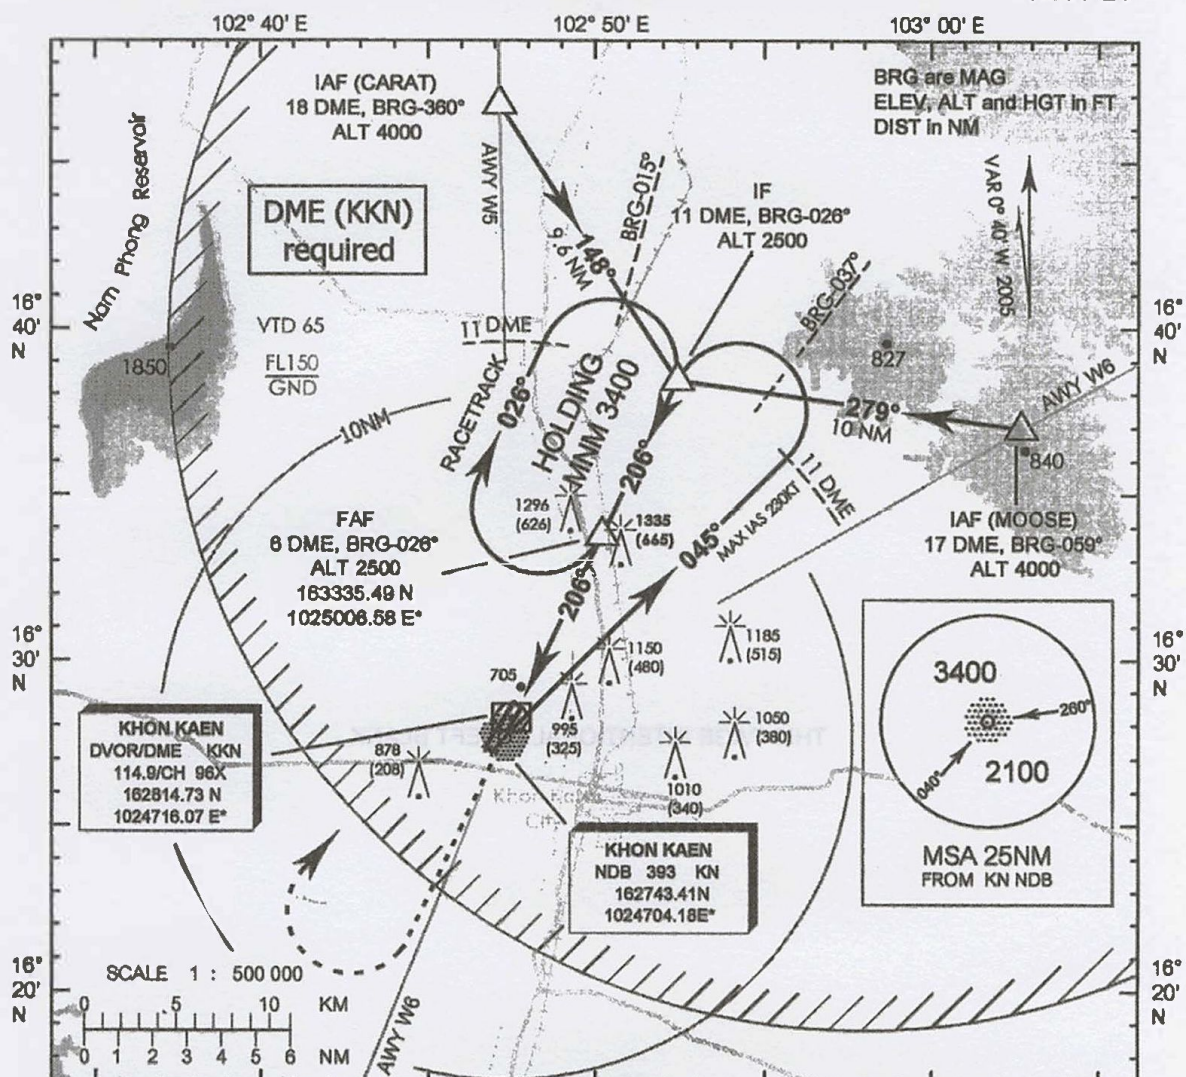 102° 40' E
102° 50' E
103° 00' E
IAF (CARAT)
18 DME, BRG-360°
ALT 4000
BRG are MAG
ELEV, ALT and HGT in FT
DIST in NM
Nam Phong Reservoir
AWY W5
BRG-015°
VAR 0° 40' W 2005
DME (KKN)
required
IF
11 DME, BRG-026°
ALT 2500
148°
9.6 NM
BRG-037°
16°
40'
N
16°
40'
N
VTD 65
FL150
GND
11 DME
1850
827
RACETRACK
026°
HOLDING
MNM 3400
AWY W6
279°
10 NM
10NM
206°
840
11 DME
1296
(626)
1335
(665)
045°
MAX IAS 230KT
FAF
6 DME, BRG-026°
ALT 2500
163335.49 N
1025006.58 E*
IAF (MOOSE)
17 DME, BRG-059°
ALT 4000
206°
16°
30'
N
16°
30'
N
1150
(480)
1185
(515)
705
3400
260°
2100
040°
MSA 25NM
FROM KN NDB
KHON KAEN
DVOR/DME KKN
114.9/CH 96X
162814.73 N
1024716.07 E*
878
(208)
995
(325)
1050
(380)
1010
(340)
Khon Kaen
City
KHON KAEN
NDB 393 KN
162743.41N
1024704.18E*
16°
20'
N
16°
20'
N
SCALE 1 : 500 000
0 5 10 KM
0 1 2 3 4 5 6 NM
AWY W6